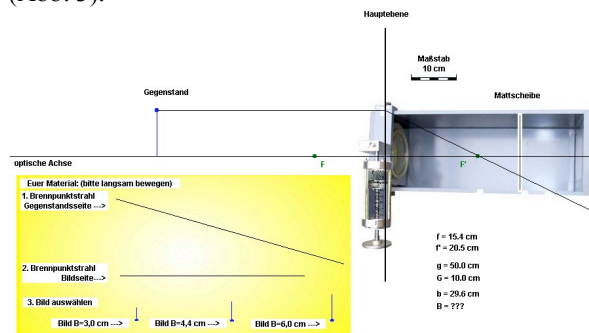 (Abb. 3).
Hauptebene
Maßstab
10 cm
Gegenstand
Mattscheibe
optische Achse
F
F'
Euer Material: (bitte langsam bewegen)
1. Brennpunktstrahl
Gegenstandsseite --->
2. Brennpunktstrahl
Bildseite--->
3. Bild auswählen
Bild B=3,0 cm --->
Bild B=4,4 cm --->
Bild B=6,0 cm --->
f = 15.4 cm
f' = 20.5 cm
g = 50.0 cm
G = 10.0 cm
b = 29.6 cm
B = ???